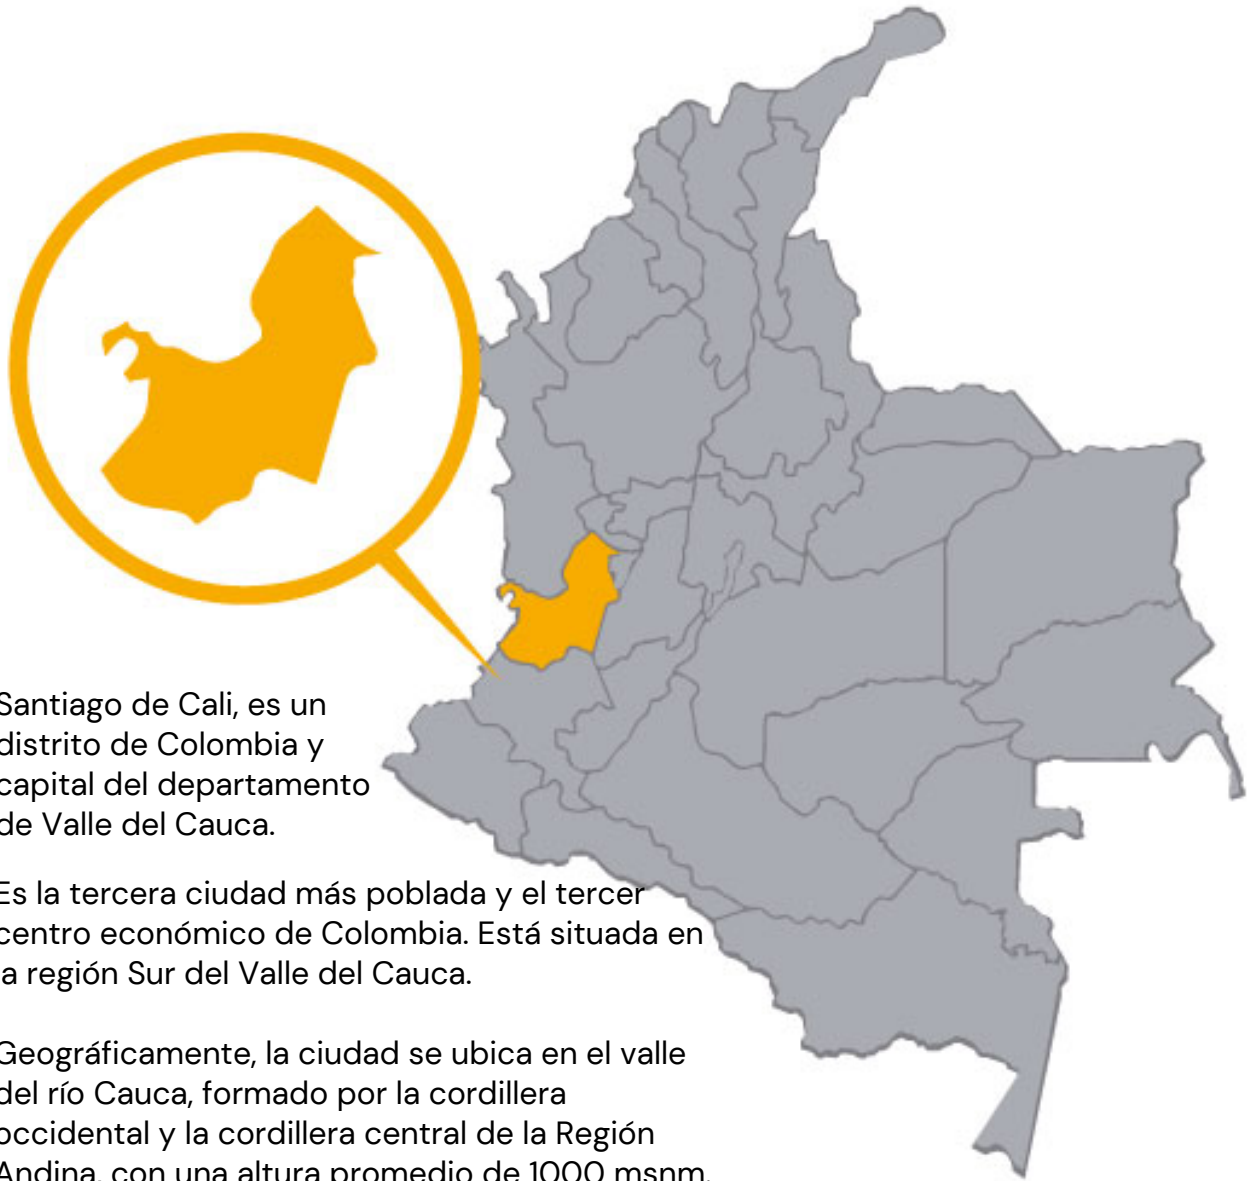 Santiago de Cali, es un
distrito de Colombia y
capital del departamento
de Valle del Cauca.
Es la tercera ciudad más poblada y el tercer
centro económico de Colombia. Está situada en
la región Sur del Valle del Cauca.
Geográficamente, la ciudad se ubica en el valle
del río Cauca, formado por la cordillera
occidental y la cordillera central de la Región
Andina, con una altura promedio de 1000 msnm.